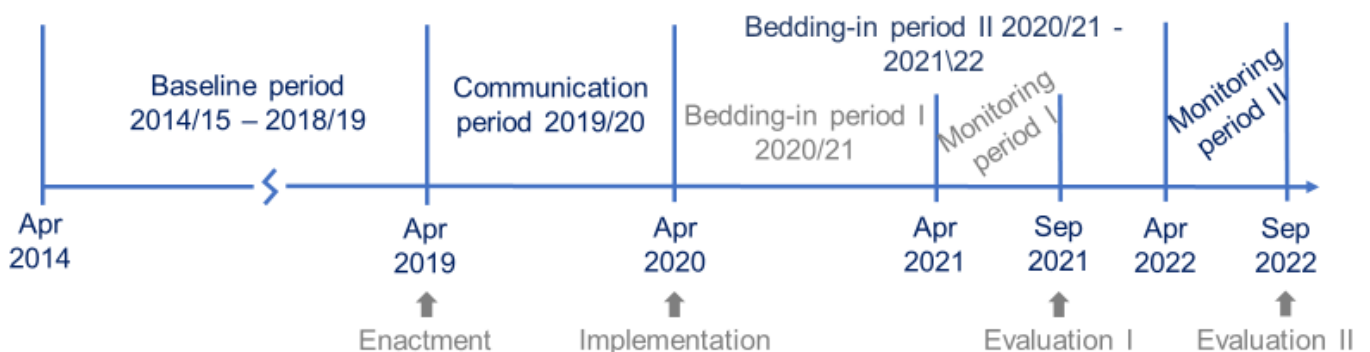 Baseline period
2014/15 – 2018/19
Communication
period 2019/20
Bedding-in period II 2020/21 -
2021\22
Bedding-in period I
2020/21
Monitoring
period I
Monitoring
period II
Apr
2014
Apr
2019
Apr
2020
Apr
2021
Sep
2021
Apr
2022
Sep
2022
Enactment
Implementation
Evaluation I
Evaluation II